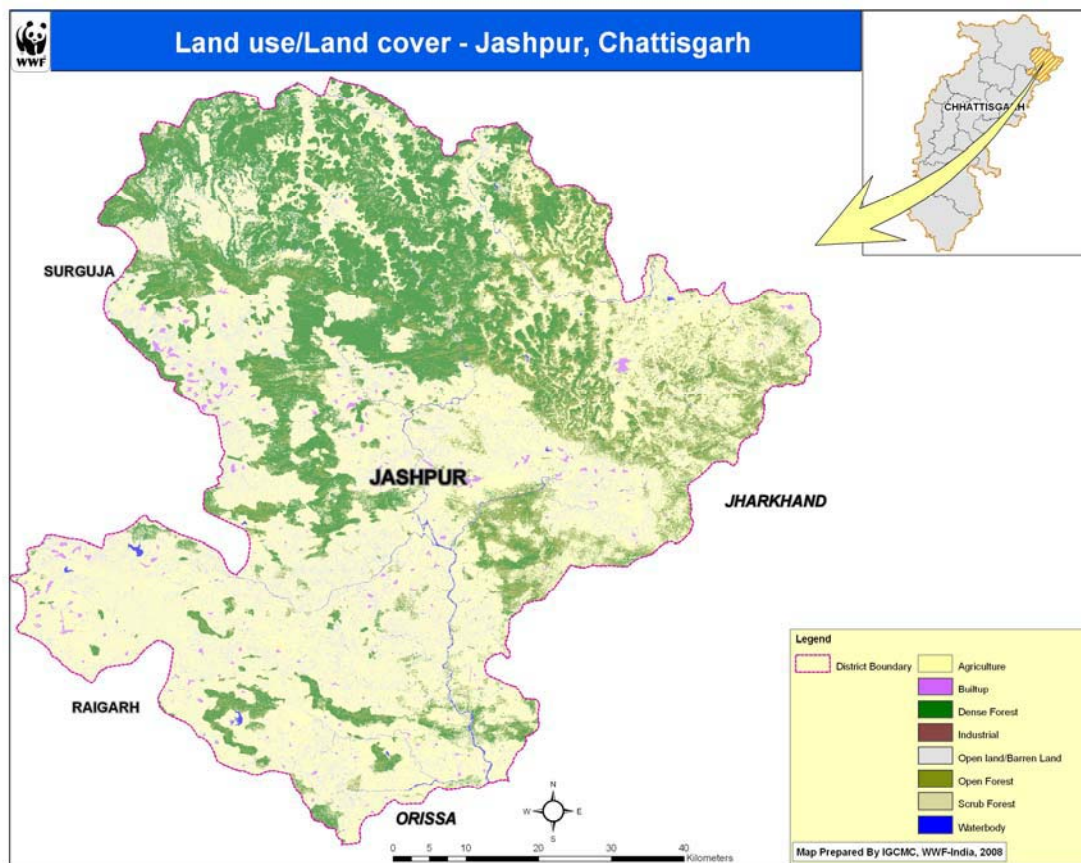 WWF
Land use/Land cover - Jashpur, Chattisgarh
CHHATTISGARH
SURGUJA
JASHPUR
JHARKHAND
RAIGARH
ORISSA
N
W E
S
0 5 10 20 30 40
Kilometers
Legend
District Boundary
Agriculture
Builtup
Dense Forest
Industrial
Open land/Barren Land
Open Forest
Scrub Forest
Waterbody
Map Prepared By IGCMC, WWF-India, 2008